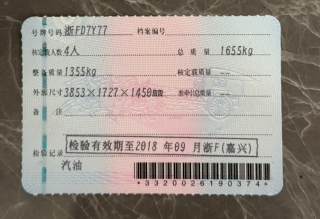 号牌号码 浙FD7Y77 档案编号
核定载人数 4人 总质量 1655kg
整备质量 1355kg 核定载质量 --
外廓尺寸 3853×1727×1450mm 准牵引总质量 --
备注
检验记录 检验有效期至2018年09月浙F(嘉兴)
汽油
*3320026190374*